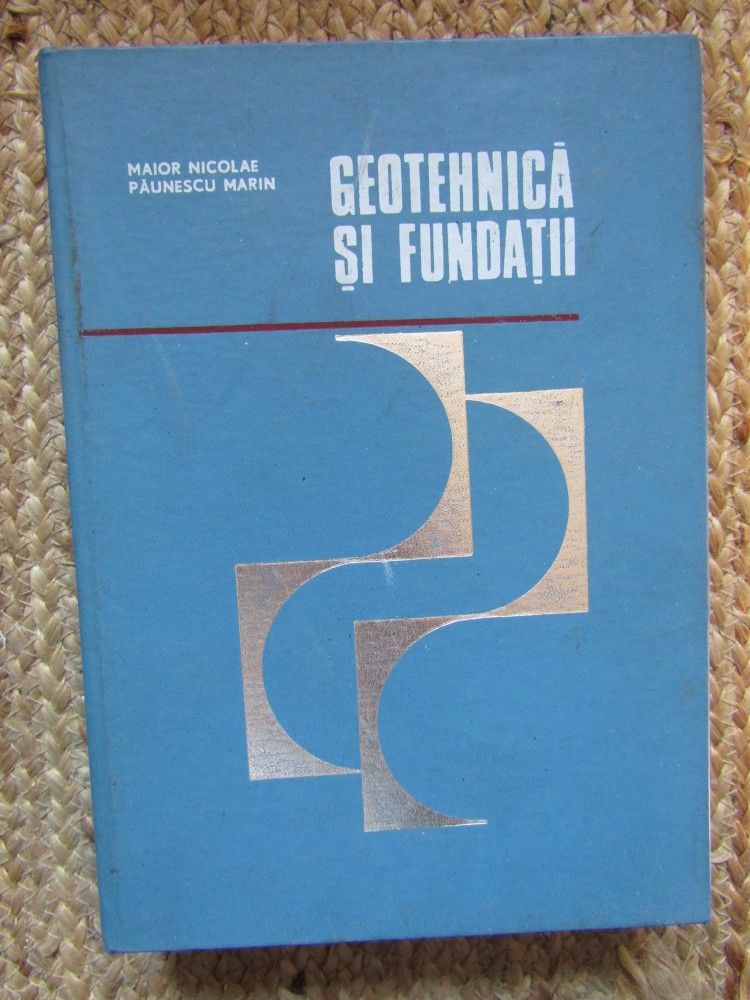 MAIOR NICOLAE
PĂUNESCU MARIN
GEOTEHNICĂ
ȘI FUNDAȚII